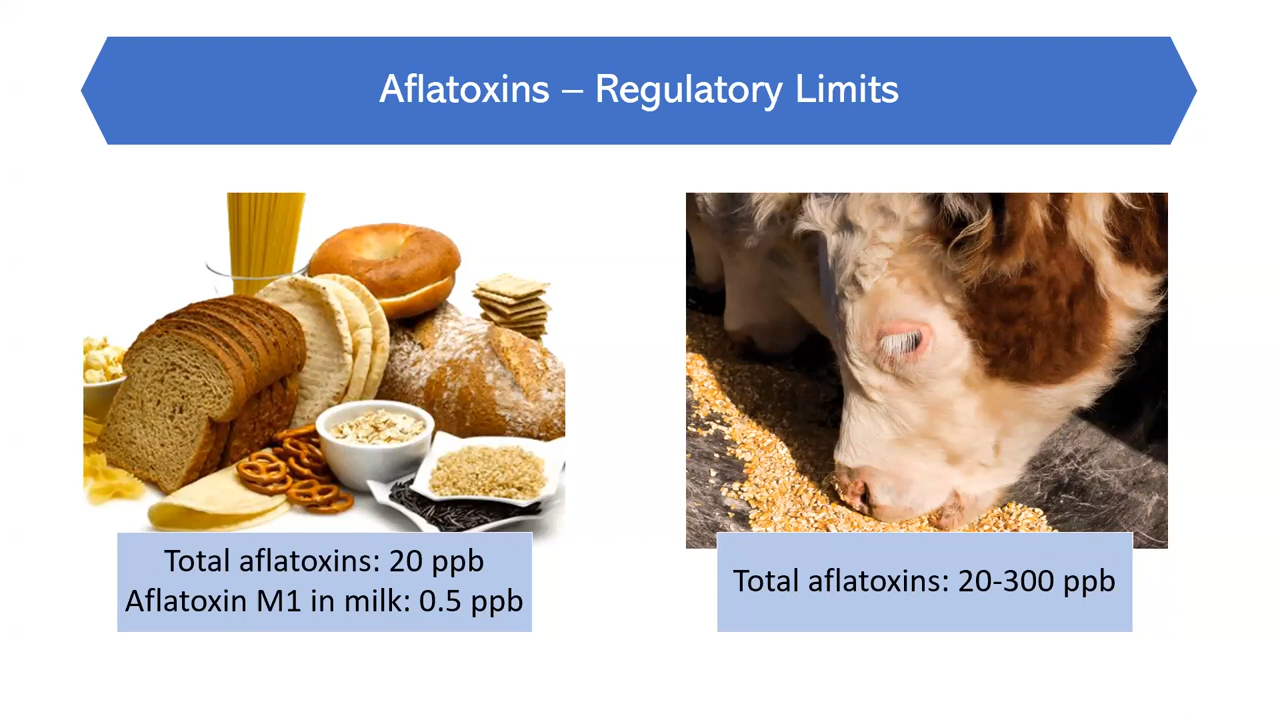 Aflatoxins – Regulatory Limits
Total aflatoxins: 20 ppb
Aflatoxin M1 in milk: 0.5 ppb
Total aflatoxins: 20-300 ppb